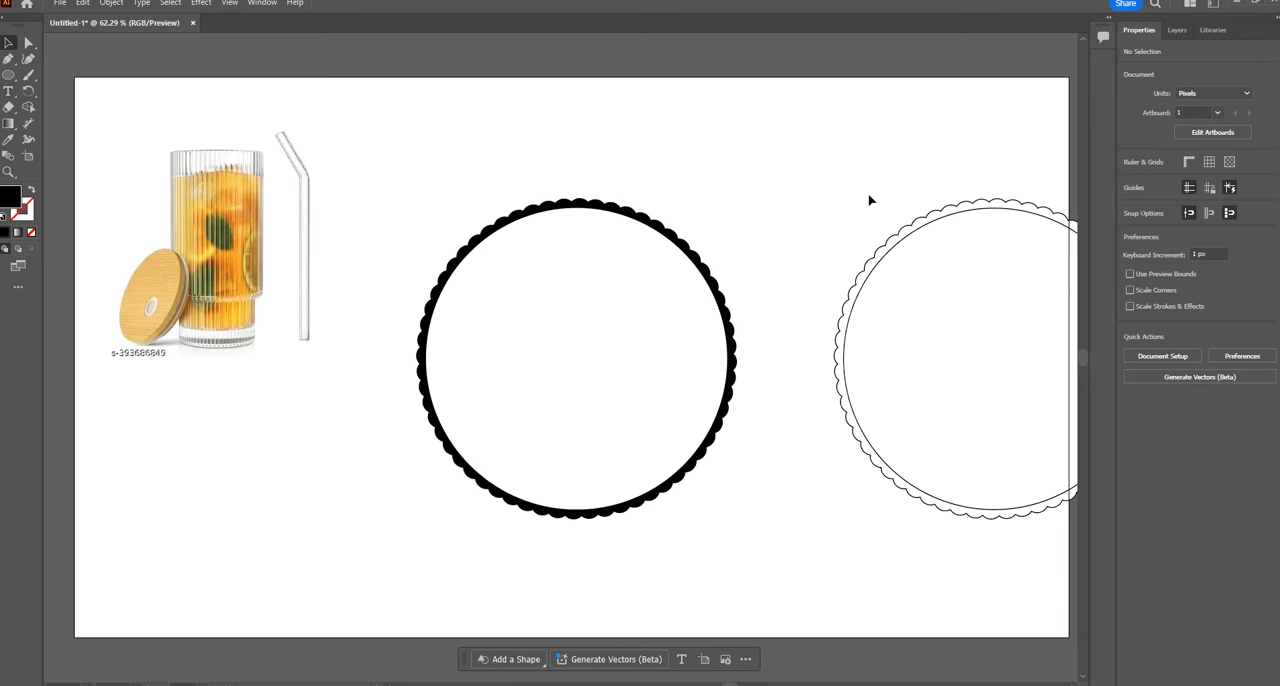 File Edit Object Type Select Effect View Window Help
Share
Untitled-1* @ 62.29 % (RGB/Preview) ×
Properties Layers Libraries
No Selection
Document
Units: Pixels
Artboard: 1
Edit Artboards
Ruler & Grids
Guides
Snap Options
Preferences
Keyboard Increment: 1 px
Use Preview Bounds
Scale Corners
Scale Strokes & Effects
Quick Actions
Document Setup Preferences
Generate Vectors (Beta)
s-393686849
Add a Shape Generate Vectors (Beta)